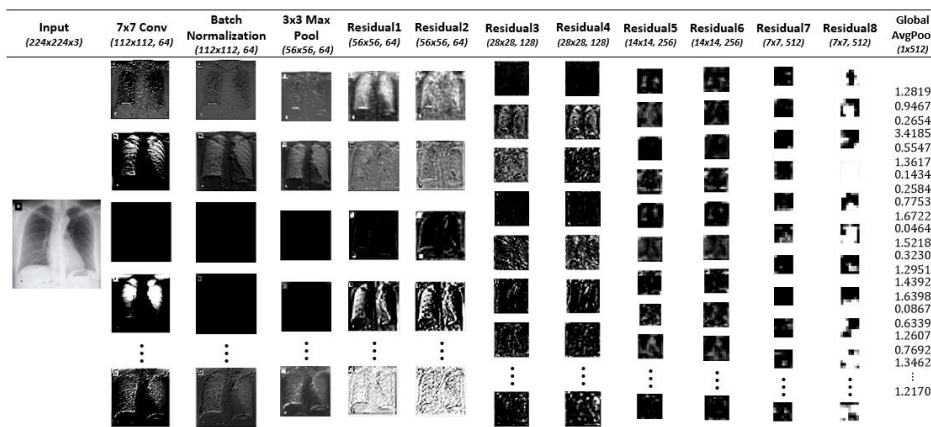 Input
(224x224x3)
7x7 Conv
(112x112, 64)
Batch
Normalization
(112x112, 64)
3x3 Max
Pool
(56x56, 64)
Residual1
(56x56, 64)
Residual2
(56x56, 64)
Residual3
(28x28, 128)
Residual4
(28x28, 128)
Residual5
(14x14, 256)
Residual6
(14x14, 256)
Residual7
(7x7, 512)
Residual8
(7x7, 512)
Global
AvgPool
(1x512)
1.2819
0.9467
0.2654
3.4185
0.5547
1.3617
0.1434
0.2584
0.7753
1.6722
0.0464
1.5218
0.3230
1.2951
1.4392
1.6398
0.0867
0.6339
1.2607
0.7692
1.3462
⋮
1.2170